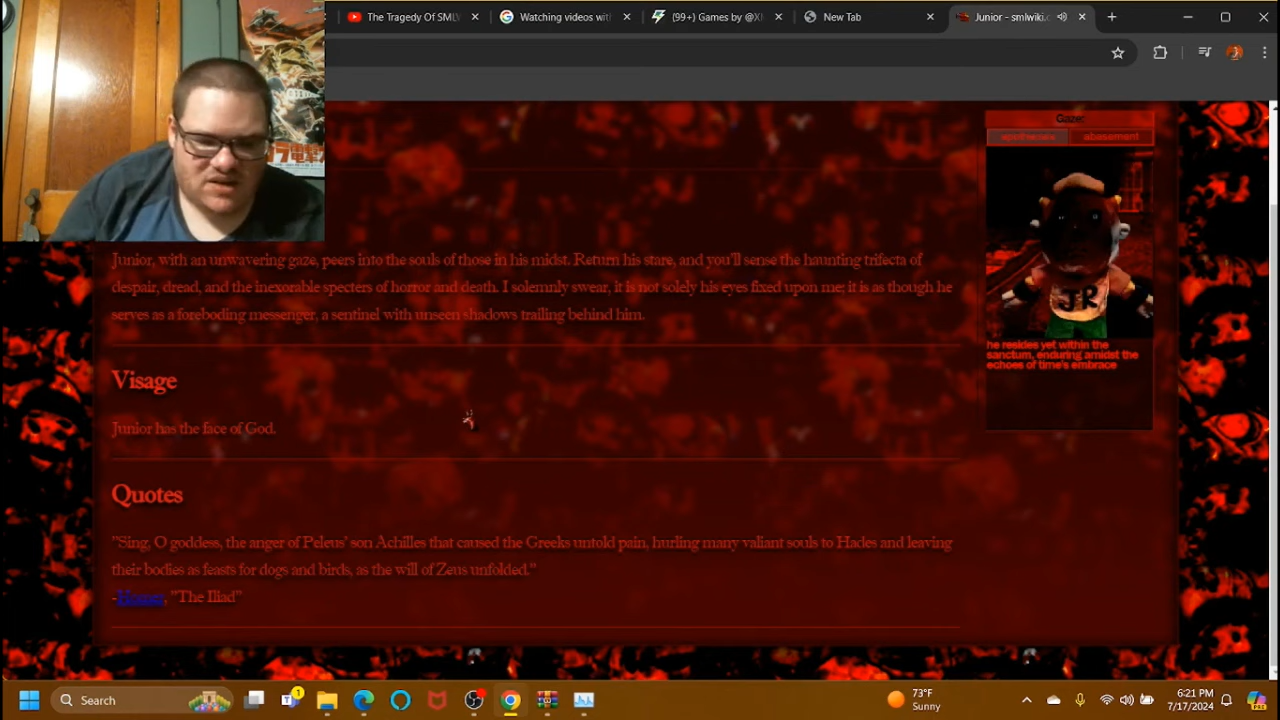 The Tragedy Of SML
Watching videos wit
(99+) Games by @X
New Tab
Junior - smlwiki.c
Gaze:
apotheosis abasement
JR
he resides yet within the
sanctum, enduring amidst the
echoes of time's embrace
Junior, with an unwavering gaze, peers into the souls of those in his midst. Return his stare, and you'll sense the haunting trifecta of
despair, dread, and the inexorable specters of horror and death. I solemnly swear, it is not solely his eyes fixed upon me; it is as though he
serves as a foreboding messenger, a sentinel with unseen shadows trailing behind him.
Visage
Junior has the face of God.
Quotes
"Sing, O goddess, the anger of Peleus' son Achilles that caused the Greeks untold pain, hurling many valiant souls to Hades and leaving
their bodies as feasts for dogs and birds, as the will of Zeus unfolded."
-Homer, "The Iliad"
Search
1
73°F
Sunny
6:21 PM
7/17/2024